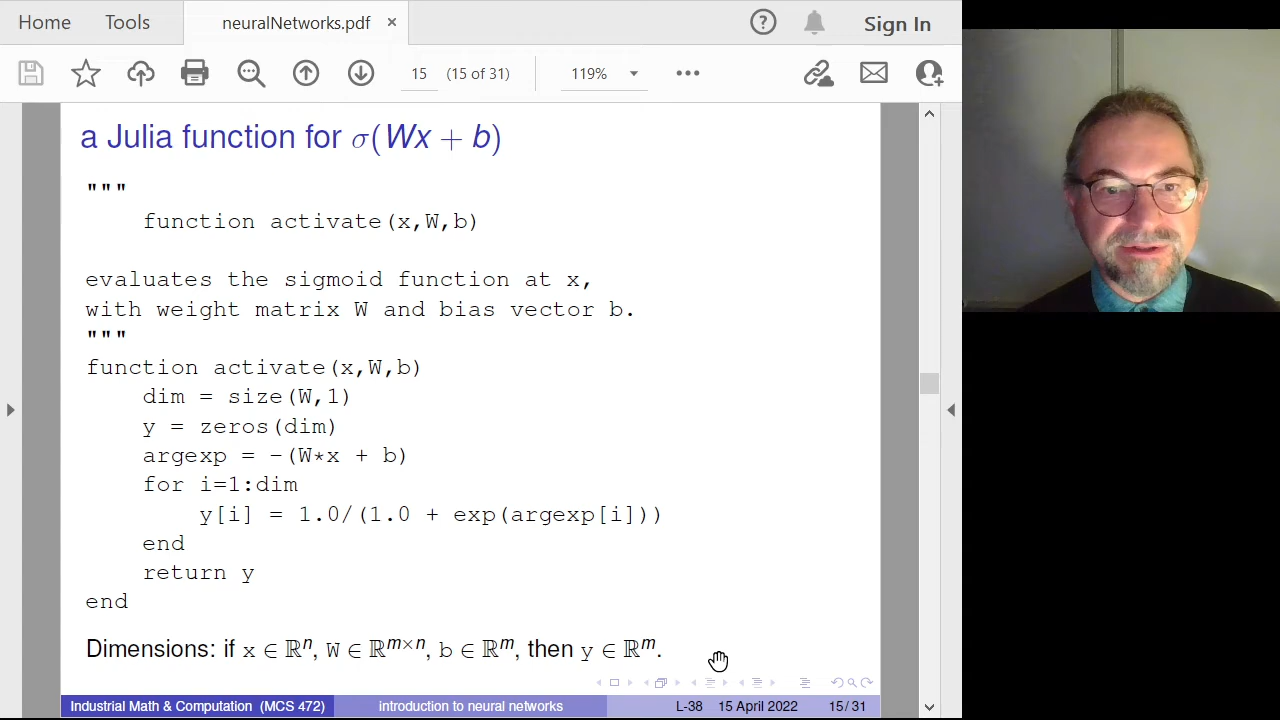 Home Tools neuralNetworks.pdf × ? Sign In
15 (15 of 31) 119%
a Julia function for σ(Wx + b)
"""
function activate(x,W,b)
evaluates the sigmoid function at x,
with weight matrix W and bias vector b.
"""
function activate(x,W,b)
dim = size(W,1)
y = zeros(dim)
argexp = -(W*x + b)
for i=1:dim
y[i] = 1.0/(1.0 + exp(argexp[i]))
end
return y
end
Dimensions: if x ∈ ℝⁿ, W ∈ ℝᵐˣⁿ, b ∈ ℝᵐ, then y ∈ ℝᵐ.
Industrial Math & Computation (MCS 472) introduction to neural networks L-38 15 April 2022 15 / 31